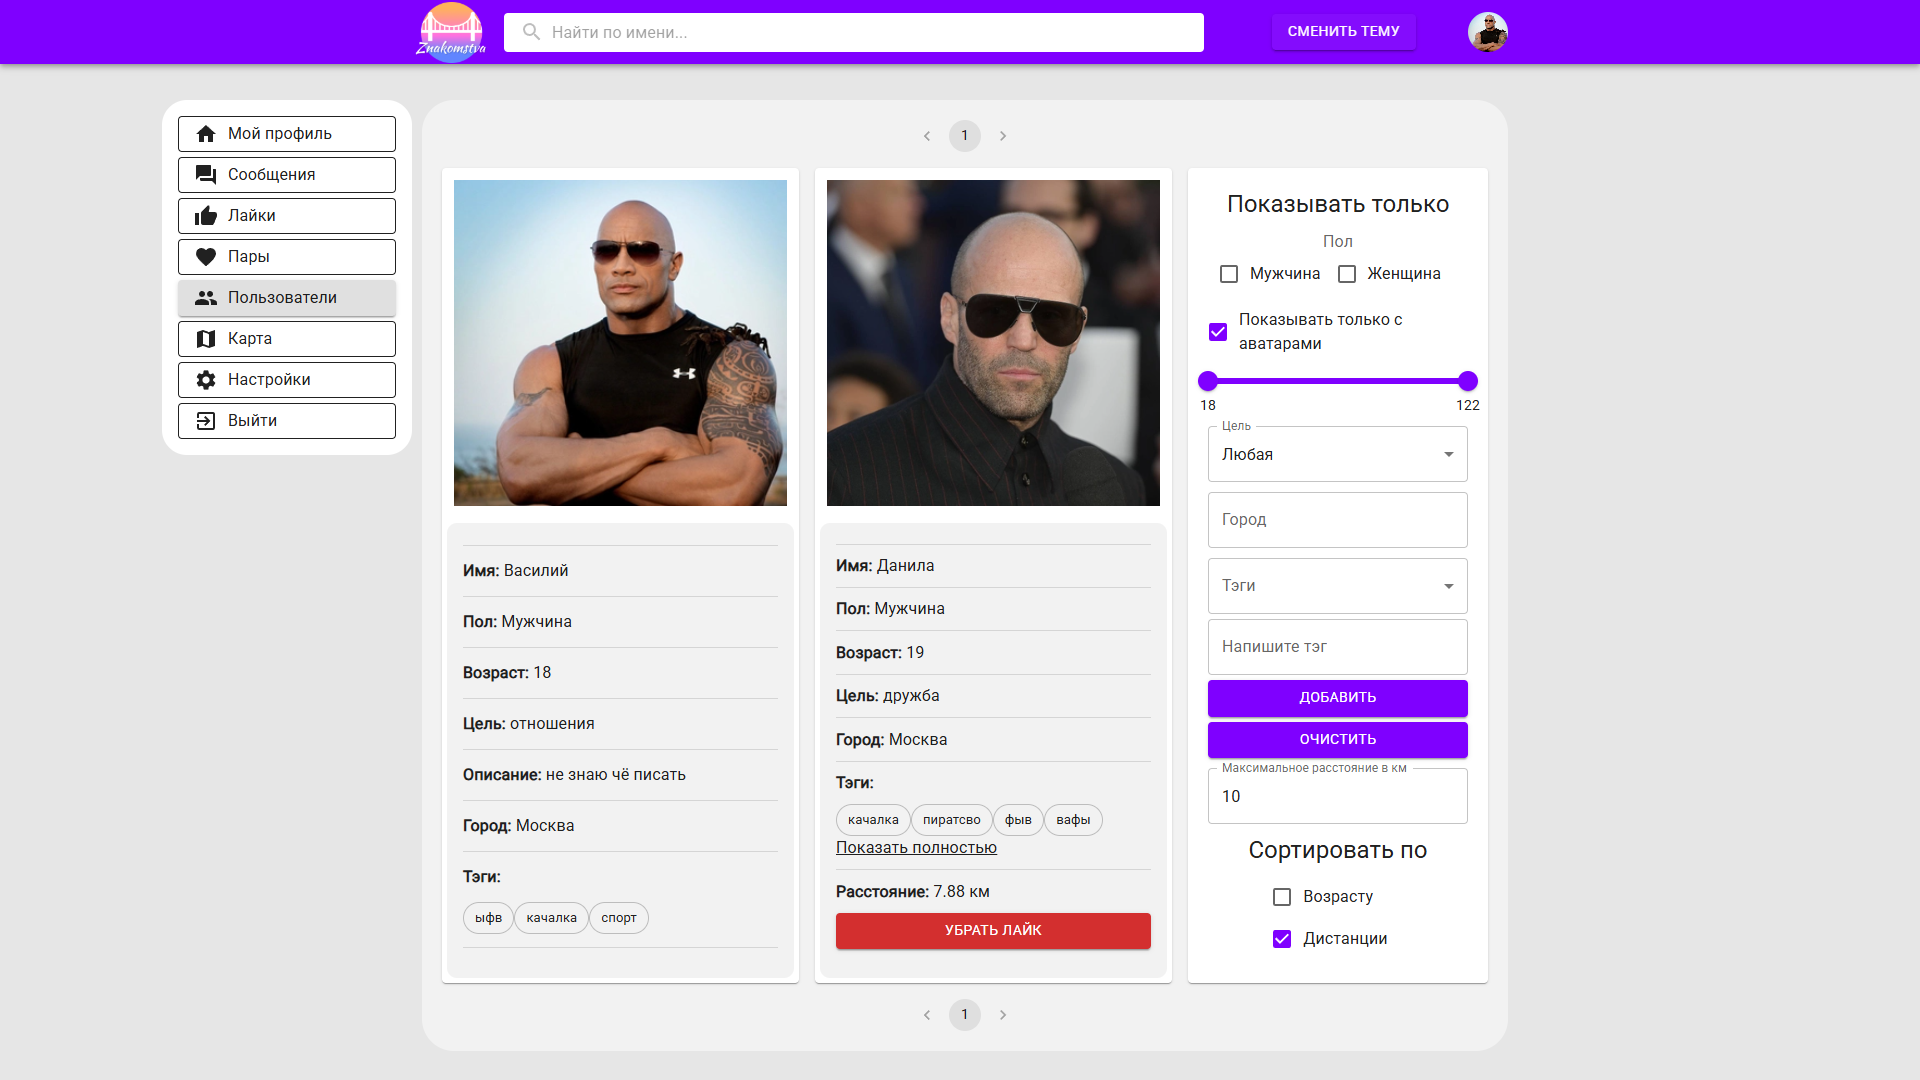 Znakomstva
Найти по имени...
СМЕНИТЬ ТЕМУ
Мой профиль
Сообщения
Лайки
Пары
Пользователи
Карта
Настройки
Выйти
1
Имя: Василий
Пол: Мужчина
Возраст: 18
Цель: отношения
Описание: не знаю чё писать
Город: Москва
Тэги:
ыфв качалка спорт
Имя: Данила
Пол: Мужчина
Возраст: 19
Цель: дружба
Город: Москва
Тэги:
качалка пиратсво фыв вафы
Показать полностью
Расстояние: 7.88 км
УБРАТЬ ЛАЙК
Показывать только
Пол
Мужчина Женщина
Показывать только с
аватарами
18 122
Цель
Любая
Город
Тэги
Напишите тэг
ДОБАВИТЬ
ОЧИСТИТЬ
Максимальное расстояние в км
10
Сортировать по
Возрасту
Дистанции
1